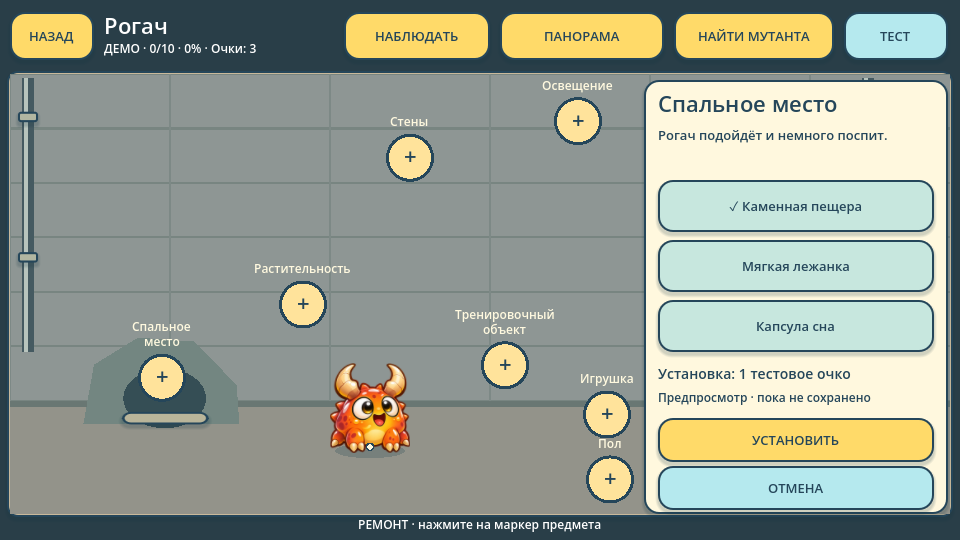 НАЗАД
Рогач
ДЕМО · 0/10 · 0% · Очки: 3
НАБЛЮДАТЬ
ПАНОРАМА
НАЙТИ МУТАНТА
ТЕСТ
Освещение
+
Стены
+
Растительность
+
Тренировочный
объект
+
Спальное
место
+
Игрушка
+
Пол
+
Спальное место
Рогач подойдёт и немного поспит.
✓ Каменная пещера
Мягкая лежанка
Капсула сна
Установка: 1 тестовое очко
Предпросмотр · пока не сохранено
УСТАНОВИТЬ
ОТМЕНА
РЕМОНТ · нажмите на маркер предмета